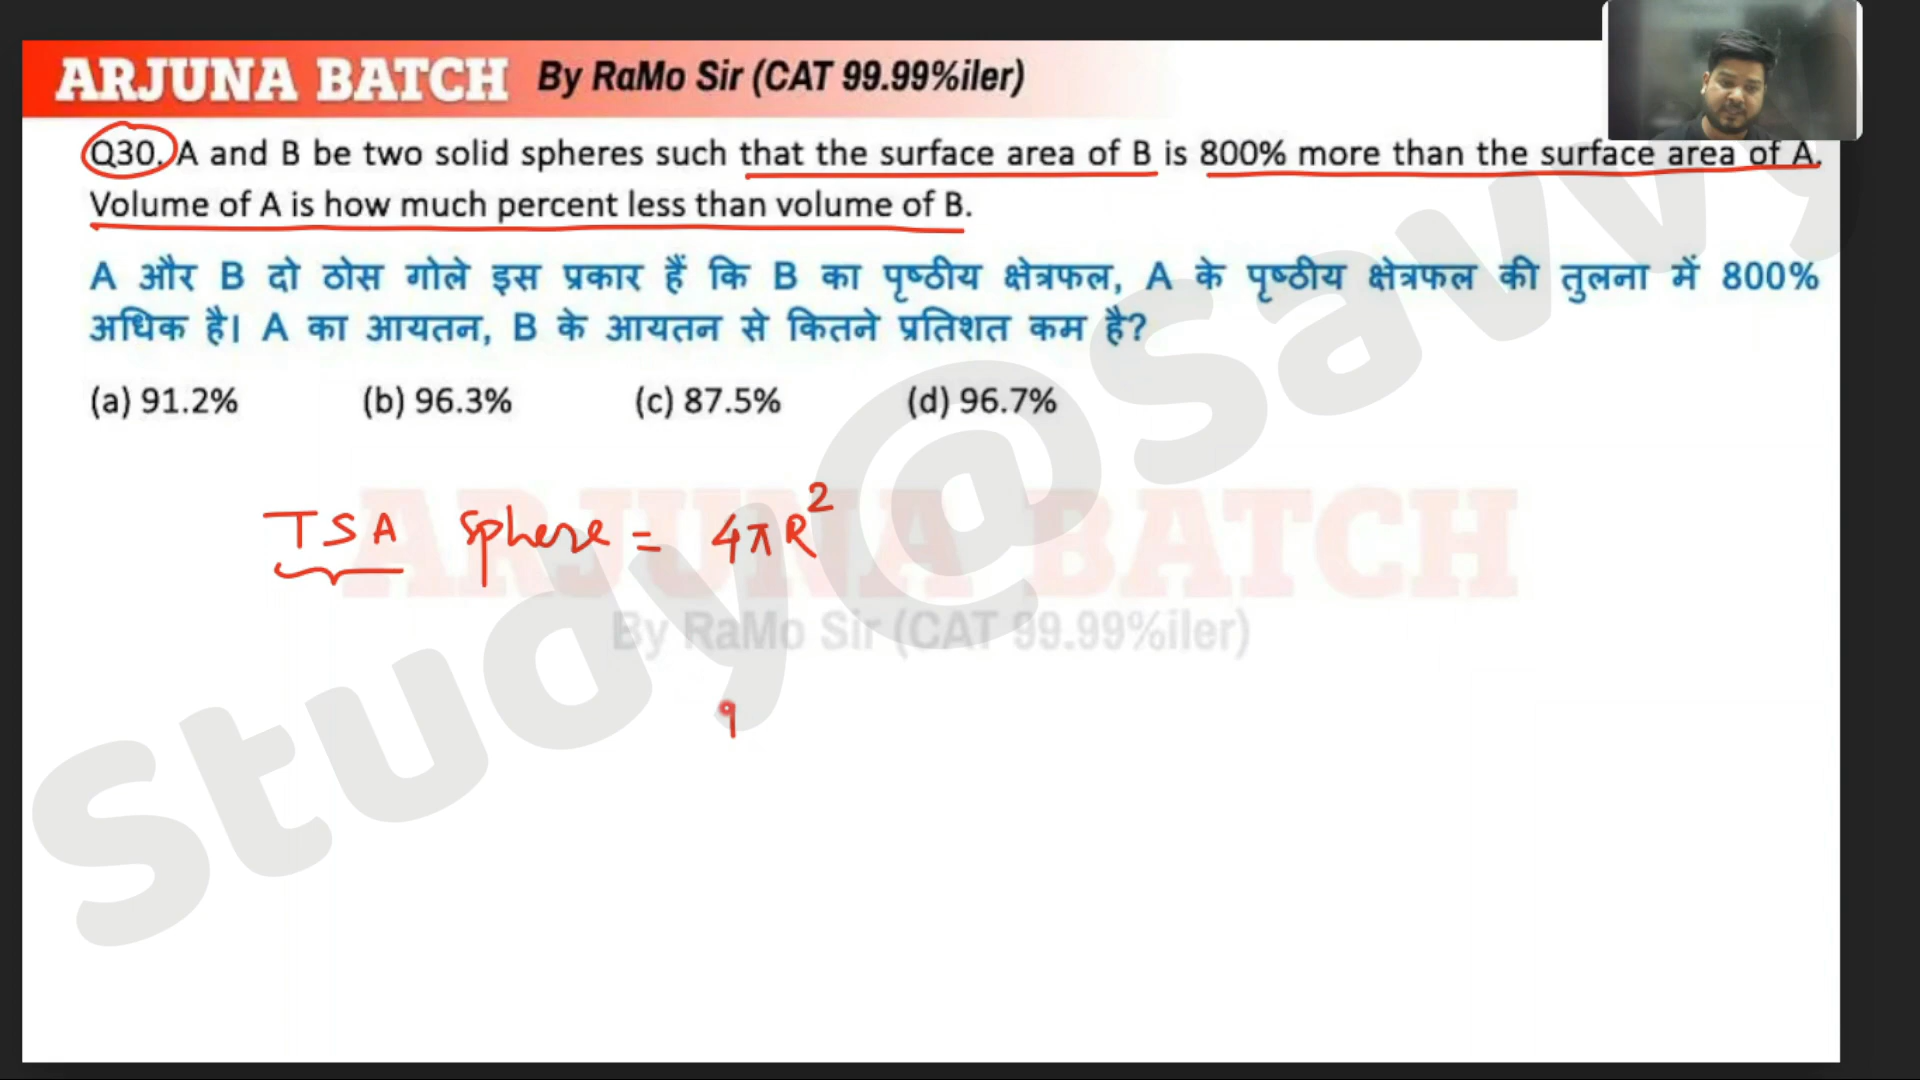 ARJUNA BATCH By RaMo Sir (CAT 99.99%iler)
Q30. A and B be two solid spheres such that the surface area of B is 800% more than the surface area of A.
Volume of A is how much percent less than volume of B.
A और B दो ठोस गोले इस प्रकार हैं कि B का पृष्ठीय क्षेत्रफल, A के पृष्ठीय क्षेत्रफल की तुलना में 800%
अधिक है। A का आयतन, B के आयतन से कितने प्रतिशत कम है?
(a) 91.2% (b) 96.3% (c) 87.5% (d) 96.7%
TSA sphere = 4πR²
ARJUNA BATCH
By RaMo Sir (CAT 99.99%iler)
9
Study@savvy